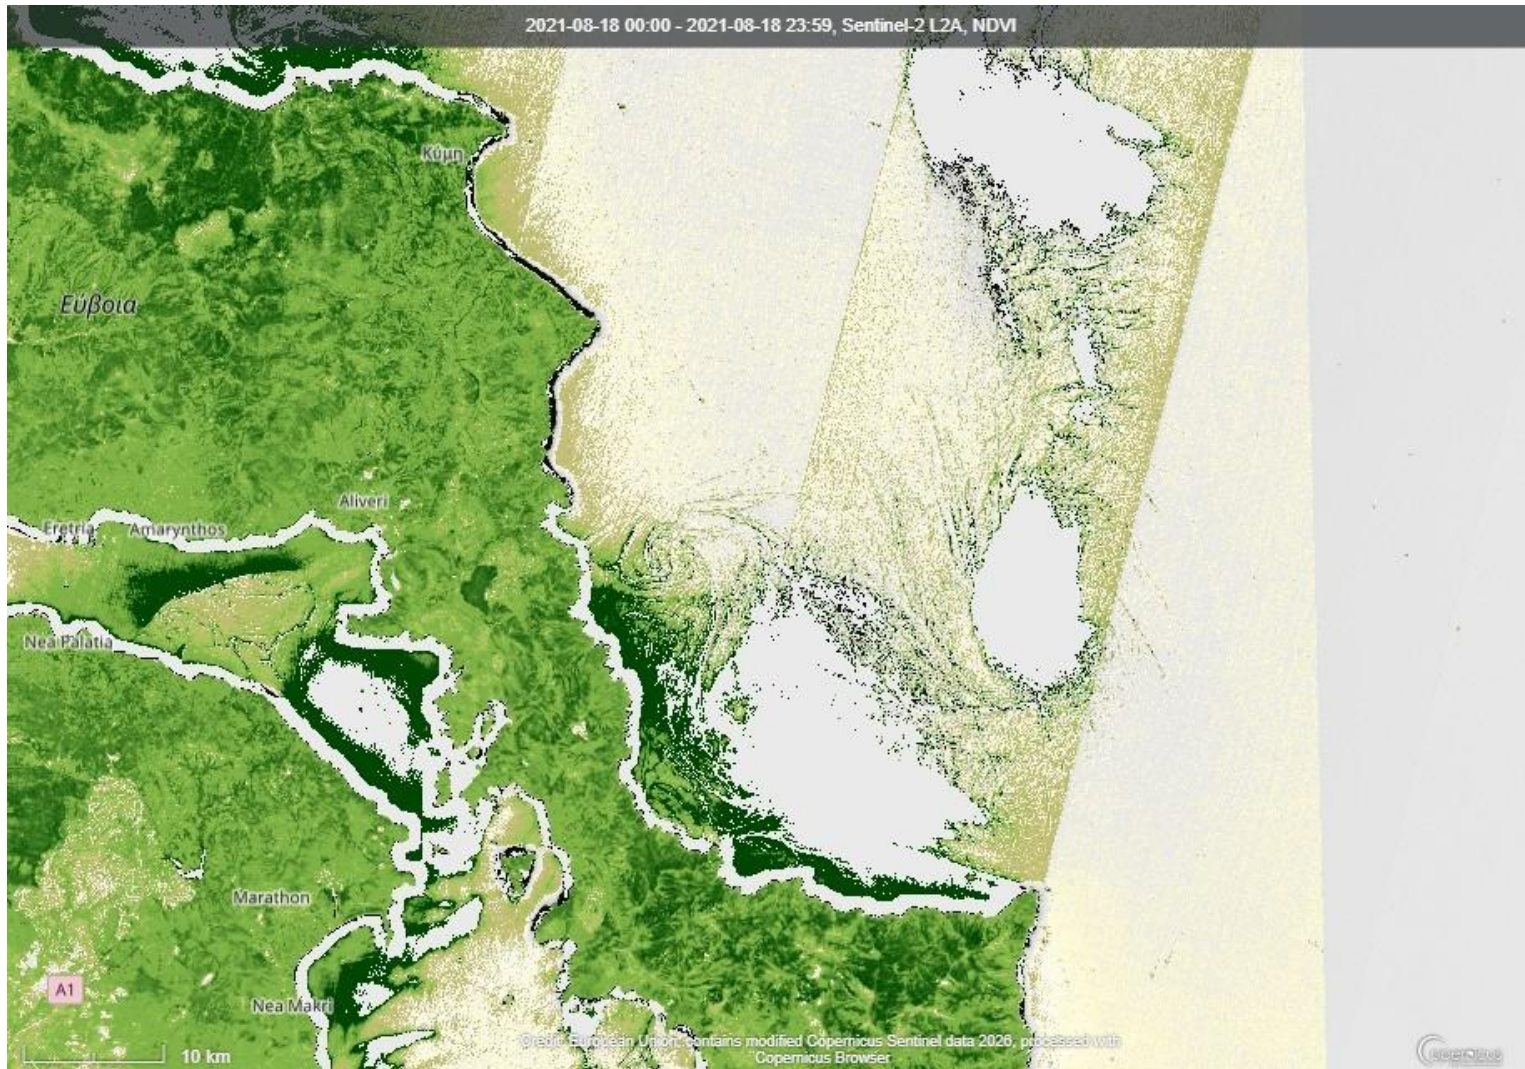 2021-08-18 00:00 - 2021-08-18 23:59, Sentinel-2 L2A, NDVI
Κύμη
Εύβοια
Aliveri
Eretria
Amarynthos
Nea Palatia
Marathon
A1
Nea Makri
10 km
Credit: European Union, contains modified Copernicus Sentinel data 2026, processed with
Copernicus Browser
opernicus